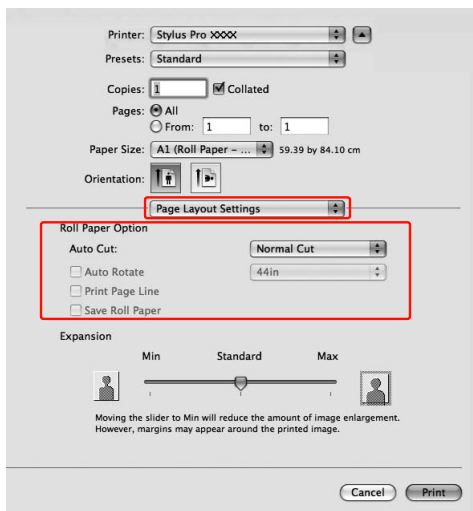 Printer: Stylus Pro XXXX
Presets: Standard
Copies: 1 Collated
Pages: All
From: 1 to: 1
Paper Size: A1 (Roll Paper – ... 59.39 by 84.10 cm
Orientation:
Page Layout Settings
Roll Paper Option
Auto Cut: Normal Cut
Auto Rotate 44in
Print Page Line
Save Roll Paper
Expansion
Min Standard Max
Moving the slider to Min will reduce the amount of image enlargement.
However, margins may appear around the printed image.
Cancel Print